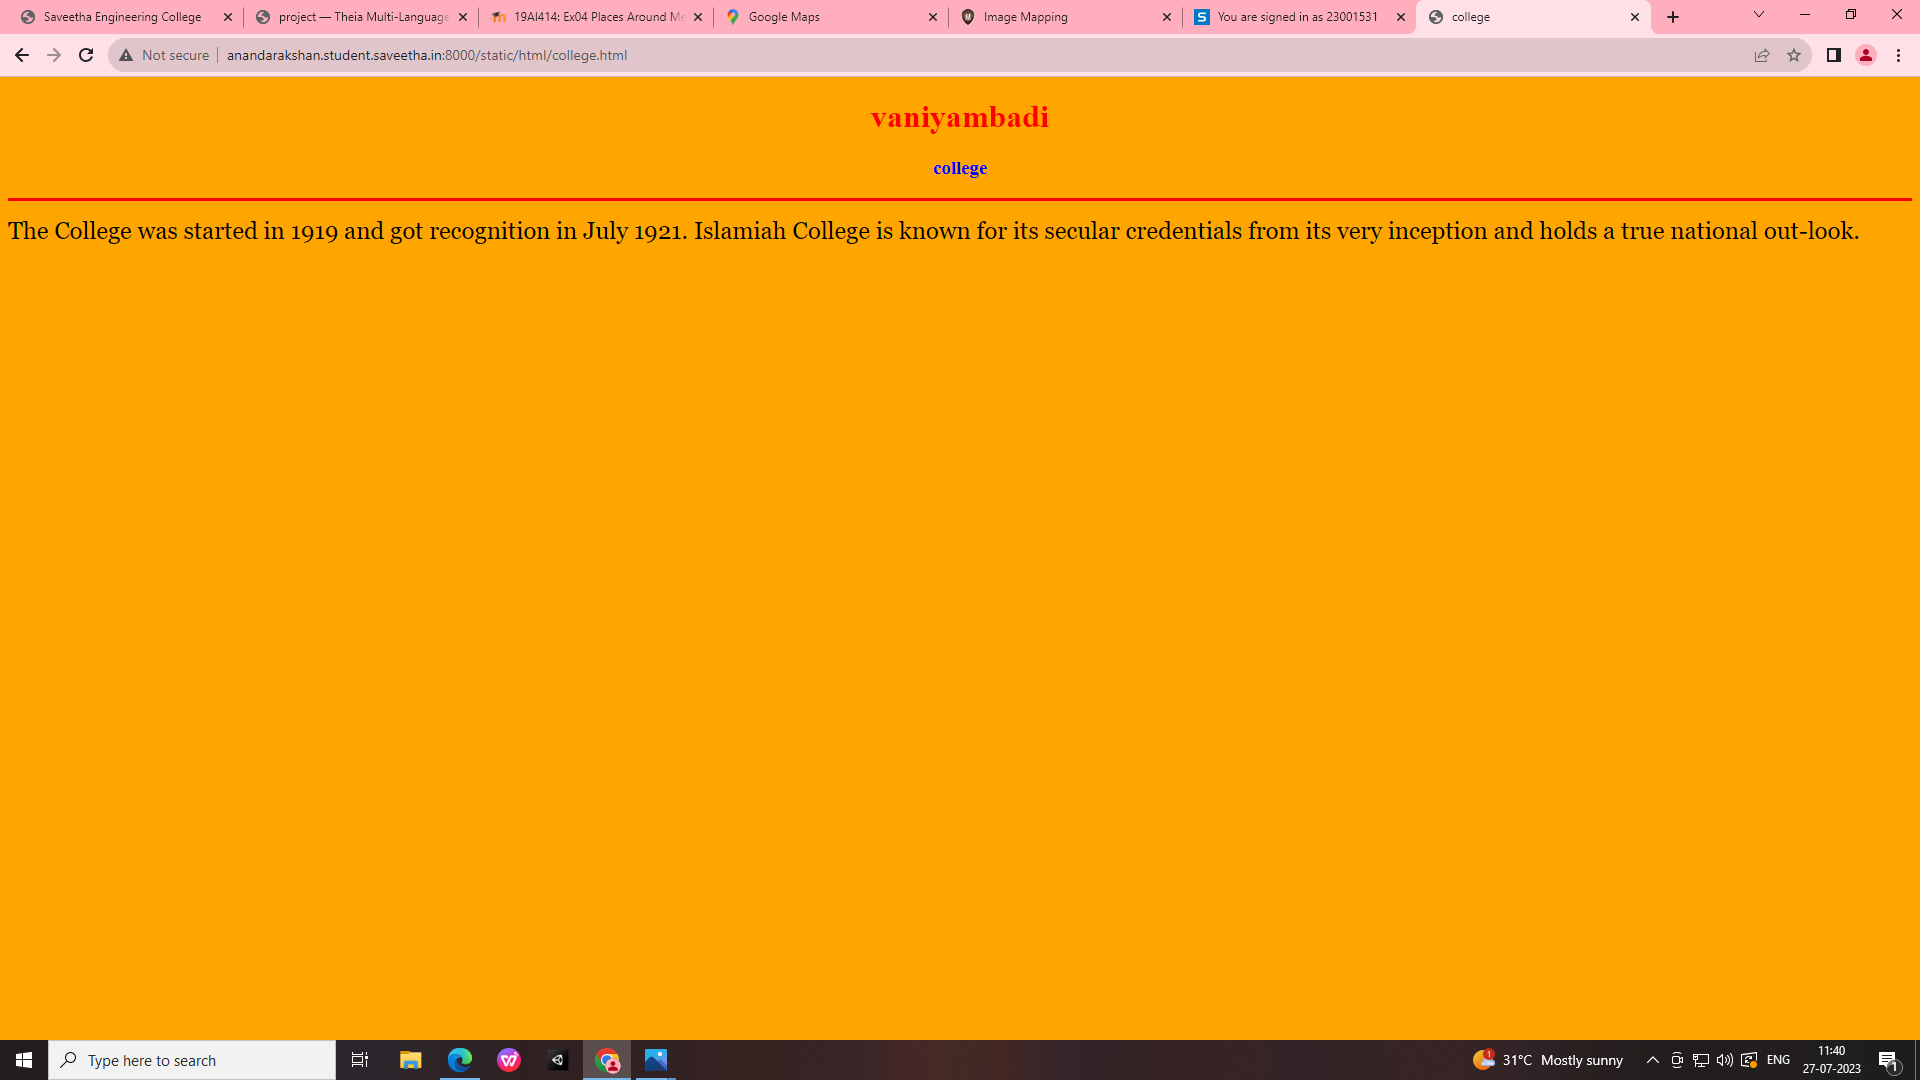 Saveetha Engineering College
project — Theia Multi-Language
19AI414: Ex04 Places Around Me
Google Maps
Image Mapping
You are signed in as 23001531
college
Not secure
anandarakshan.student.saveetha.in:8000/static/html/college.html
vaniyambadi
college
The College was started in 1919 and got recognition in July 1921. Islamiah College is known for its secular credentials from its very inception and holds a true national out-look.
Type here to search
1
31°C Mostly sunny
ENG
11:40
27-07-2023
1